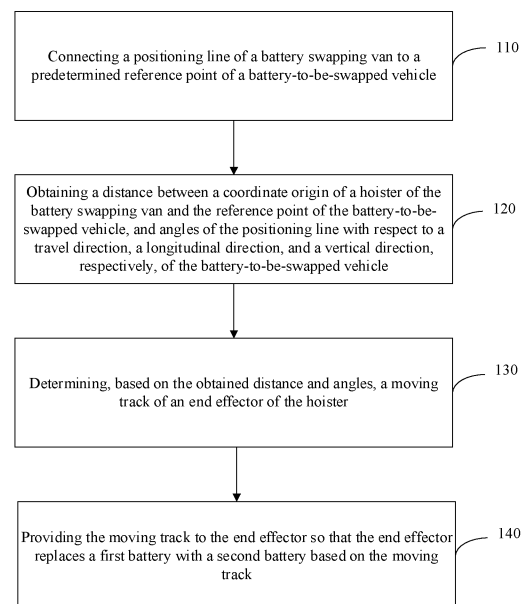 Connecting a positioning line of a battery swapping van to a
predetermined reference point of a battery-to-be-swapped vehicle
110
Obtaining a distance between a coordinate origin of a hoister of the
battery swapping van and the reference point of the battery-to-be-
swapped vehicle, and angles of the positioning line with respect to a
travel direction, a longitudinal direction, and a vertical direction,
respectively, of the battery-to-be-swapped vehicle
120
Determining, based on the obtained distance and angles, a moving
track of an end effector of the hoister
130
Providing the moving track to the end effector so that the end effector
replaces a first battery with a second battery based on the moving
track
140